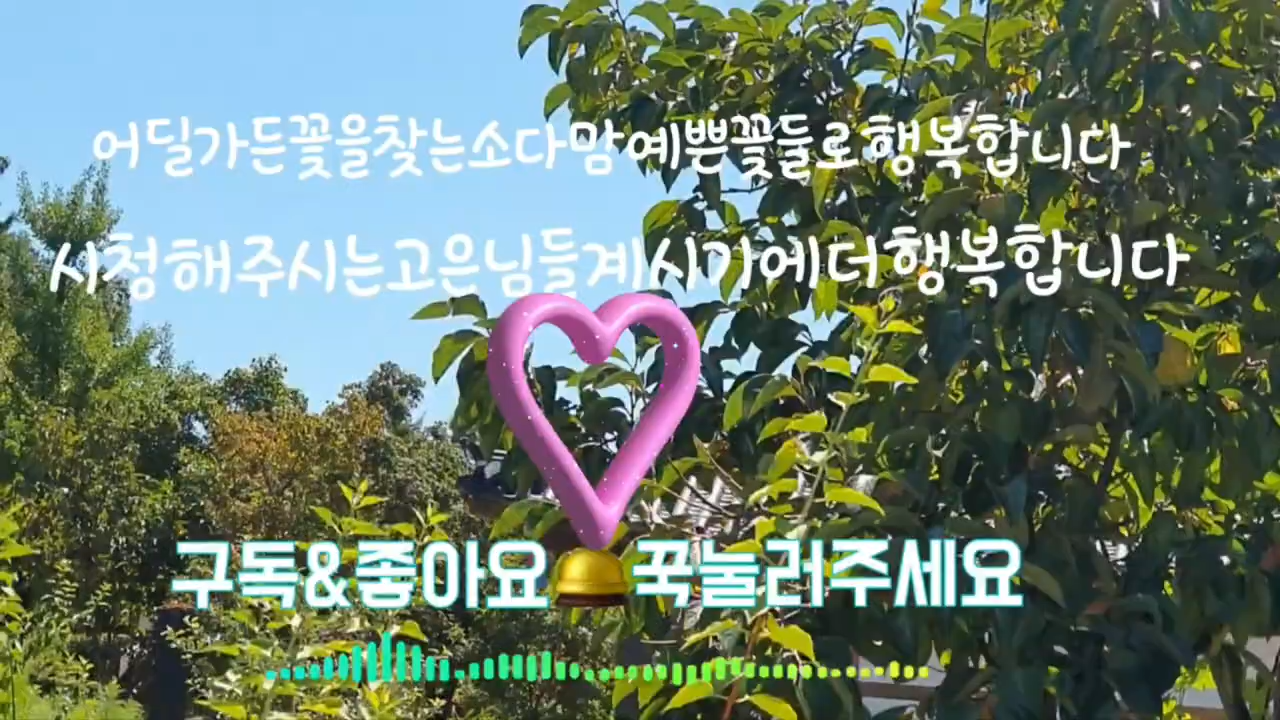 어딜가든꽃을찾는소다맘예쁜꽃둘로행복합니다
시청해주시는고은님들계시기에더행복합니다
구독&좋아요 꾹눌러주세요